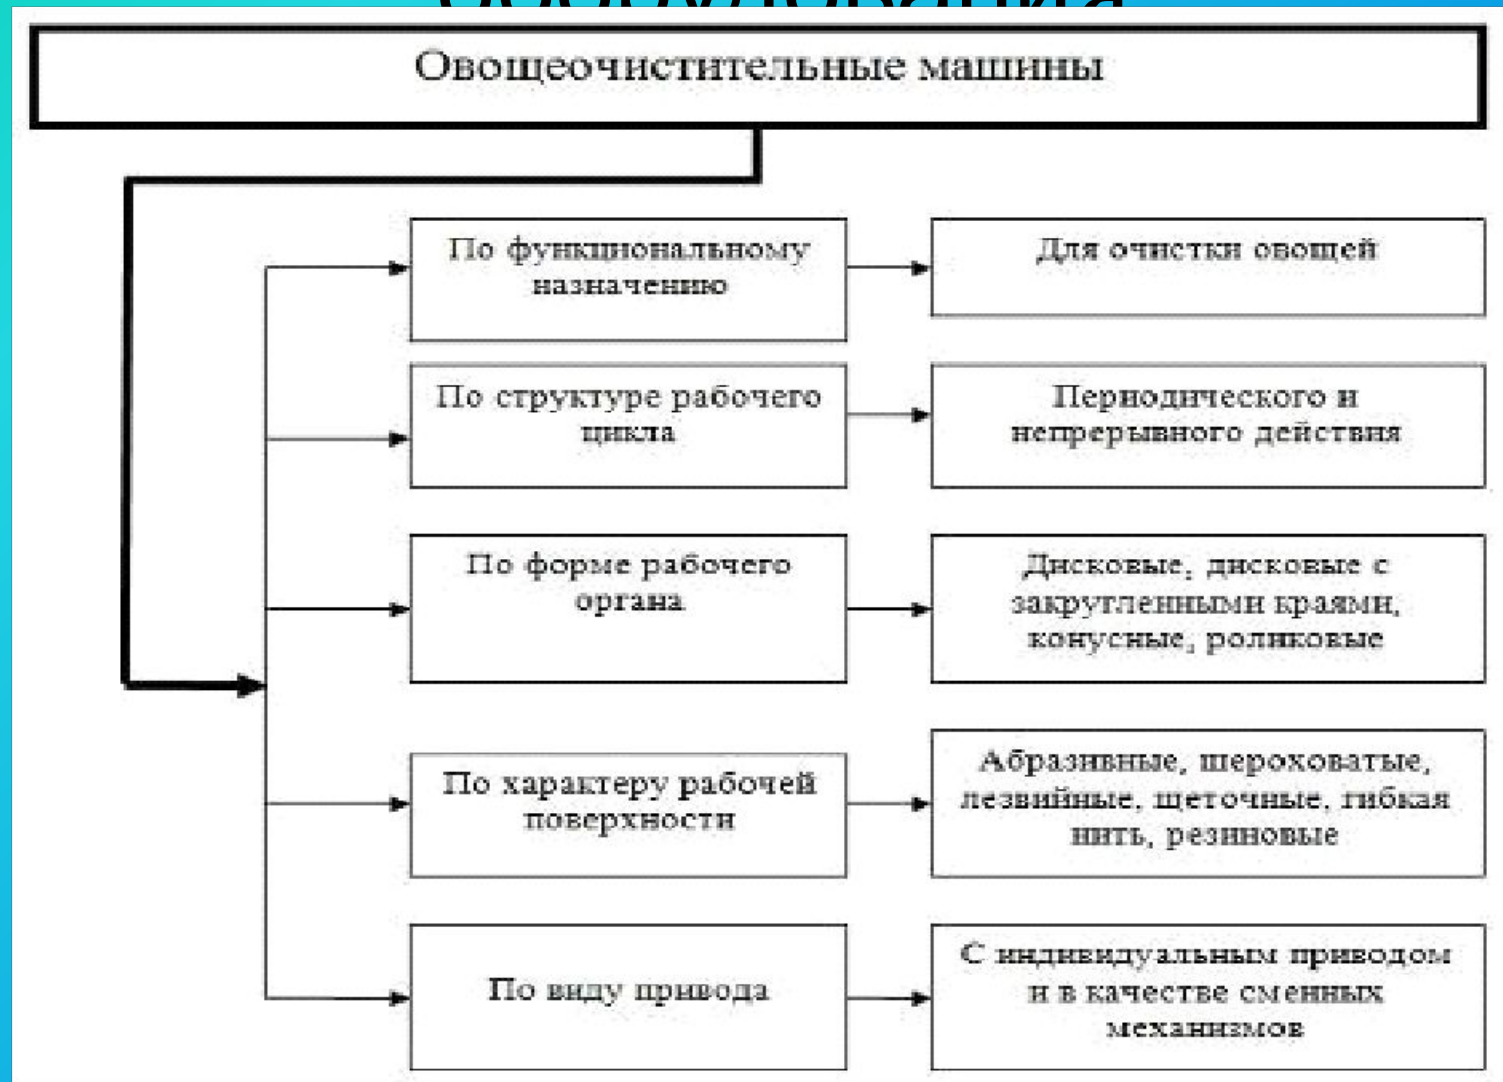 оборудования
Овощеочистительные машины
По функциональному
назначению
Для очистки овощей
По структуре рабочего
цикла
Периодического и
непрерывного действия
По форме рабочего
органа
Дисковые, дисковые с
закругленными краями,
конусные, роликовые
По характеру рабочей
поверхности
Абразивные, шероховатые,
лезвийные, щеточные, гибкая
нить, резиновые
По виду привода
С индивидуальным приводом
и в качестве сменных
механизмов